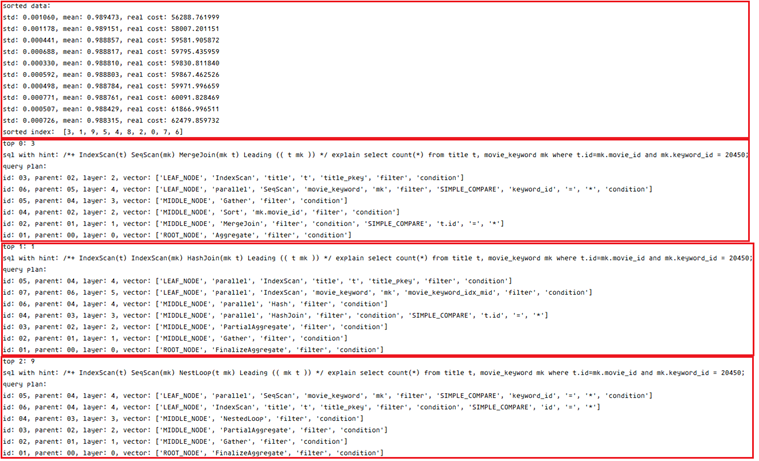 sorted data:
std: 0.001060, mean: 0.989473, real cost: 56288.761999
std: 0.001178, mean: 0.989151, real cost: 58007.201151
std: 0.000441, mean: 0.988857, real cost: 59581.905872
std: 0.000688, mean: 0.988817, real cost: 59795.435959
std: 0.000330, mean: 0.988810, real cost: 59830.811840
std: 0.000592, mean: 0.988803, real cost: 59867.462526
std: 0.000498, mean: 0.988784, real cost: 59971.996659
std: 0.000771, mean: 0.988761, real cost: 60091.828469
std: 0.000507, mean: 0.988429, real cost: 61866.996511
std: 0.000726, mean: 0.988315, real cost: 62479.859732
sorted index: [3, 1, 9, 5, 4, 8, 2, 0, 7, 6]
top 0: 3
sql with hint: /*+ IndexScan(t) SeqScan(mk) MergeJoin(mk t) Leading (( t mk )) */ explain select count(*) from title t, movie_keyword mk where t.id=mk.movie_id and mk.keyword_id = 20450;
query plan:
id: 03, parent: 02, layer: 2, vector: ['LEAF_NODE', 'IndexScan', 'title', 't', 'title_pkey', 'filter', 'condition']
id: 06, parent: 05, layer: 4, vector: ['LEAF_NODE', 'Parallel', 'SeqScan', 'movie_keyword', 'mk', 'filter', 'SIMPLE_COMPARE', 'keyword_id', '=', '*', 'condition']
id: 05, parent: 04, layer: 3, vector: ['MIDDLE_NODE', 'Gather', 'filter', 'condition']
id: 04, parent: 02, layer: 2, vector: ['MIDDLE_NODE', 'Sort', 'mk.movie_id', 'filter', 'condition']
id: 02, parent: 01, layer: 1, vector: ['MIDDLE_NODE', 'MergeJoin', 'filter', 'condition', 'SIMPLE_COMPARE', 't.id', '=', '*']
id: 01, parent: 00, layer: 0, vector: ['ROOT_NODE', 'Aggregate', 'filter', 'condition']
top 1: 1
sql with hint: /*+ IndexScan(t) IndexScan(mk) HashJoin(mk t) Leading (( t mk )) */ explain select count(*) from title t, movie_keyword mk where t.id=mk.movie_id and mk.keyword_id = 20450;
query plan:
id: 05, parent: 04, layer: 4, vector: ['LEAF_NODE', 'Parallel', 'IndexScan', 'title', 't', 'title_pkey', 'filter', 'condition']
id: 07, parent: 06, layer: 5, vector: ['LEAF_NODE', 'Parallel', 'IndexScan', 'movie_keyword', 'mk', 'movie_keyword_idx_mid', 'filter', 'condition']
id: 06, parent: 04, layer: 4, vector: ['MIDDLE_NODE', 'Parallel', 'Hash', 'filter', 'condition']
id: 04, parent: 03, layer: 3, vector: ['MIDDLE_NODE', 'Parallel', 'HashJoin', 'filter', 'condition', 'SIMPLE_COMPARE', 't.id', '=', '*']
id: 03, parent: 02, layer: 2, vector: ['MIDDLE_NODE', 'PartialAggregate', 'filter', 'condition']
id: 02, parent: 01, layer: 1, vector: ['MIDDLE_NODE', 'Gather', 'filter', 'condition']
id: 01, parent: 00, layer: 0, vector: ['ROOT_NODE', 'FinalizeAggregate', 'filter', 'condition']
top 2: 9
sql with hint: /*+ IndexScan(t) SeqScan(mk) NestLoop(t mk) Leading (( mk t )) */ explain select count(*) from title t, movie_keyword mk where t.id=mk.movie_id and mk.keyword_id = 20450;
query plan:
id: 05, parent: 04, layer: 4, vector: ['LEAF_NODE', 'Parallel', 'SeqScan', 'movie_keyword', 'mk', 'filter', 'SIMPLE_COMPARE', 'keyword_id', '=', '*', 'condition']
id: 06, parent: 04, layer: 4, vector: ['LEAF_NODE', 'IndexScan', 'title', 't', 'title_pkey', 'filter', 'condition', 'SIMPLE_COMPARE', 'id', '=', '*']
id: 04, parent: 03, layer: 3, vector: ['MIDDLE_NODE', 'NestedLoop', 'filter', 'condition']
id: 03, parent: 02, layer: 2, vector: ['MIDDLE_NODE', 'PartialAggregate', 'filter', 'condition']
id: 02, parent: 01, layer: 1, vector: ['MIDDLE_NODE', 'Gather', 'filter', 'condition']
id: 01, parent: 00, layer: 0, vector: ['ROOT_NODE', 'FinalizeAggregate', 'filter', 'condition']